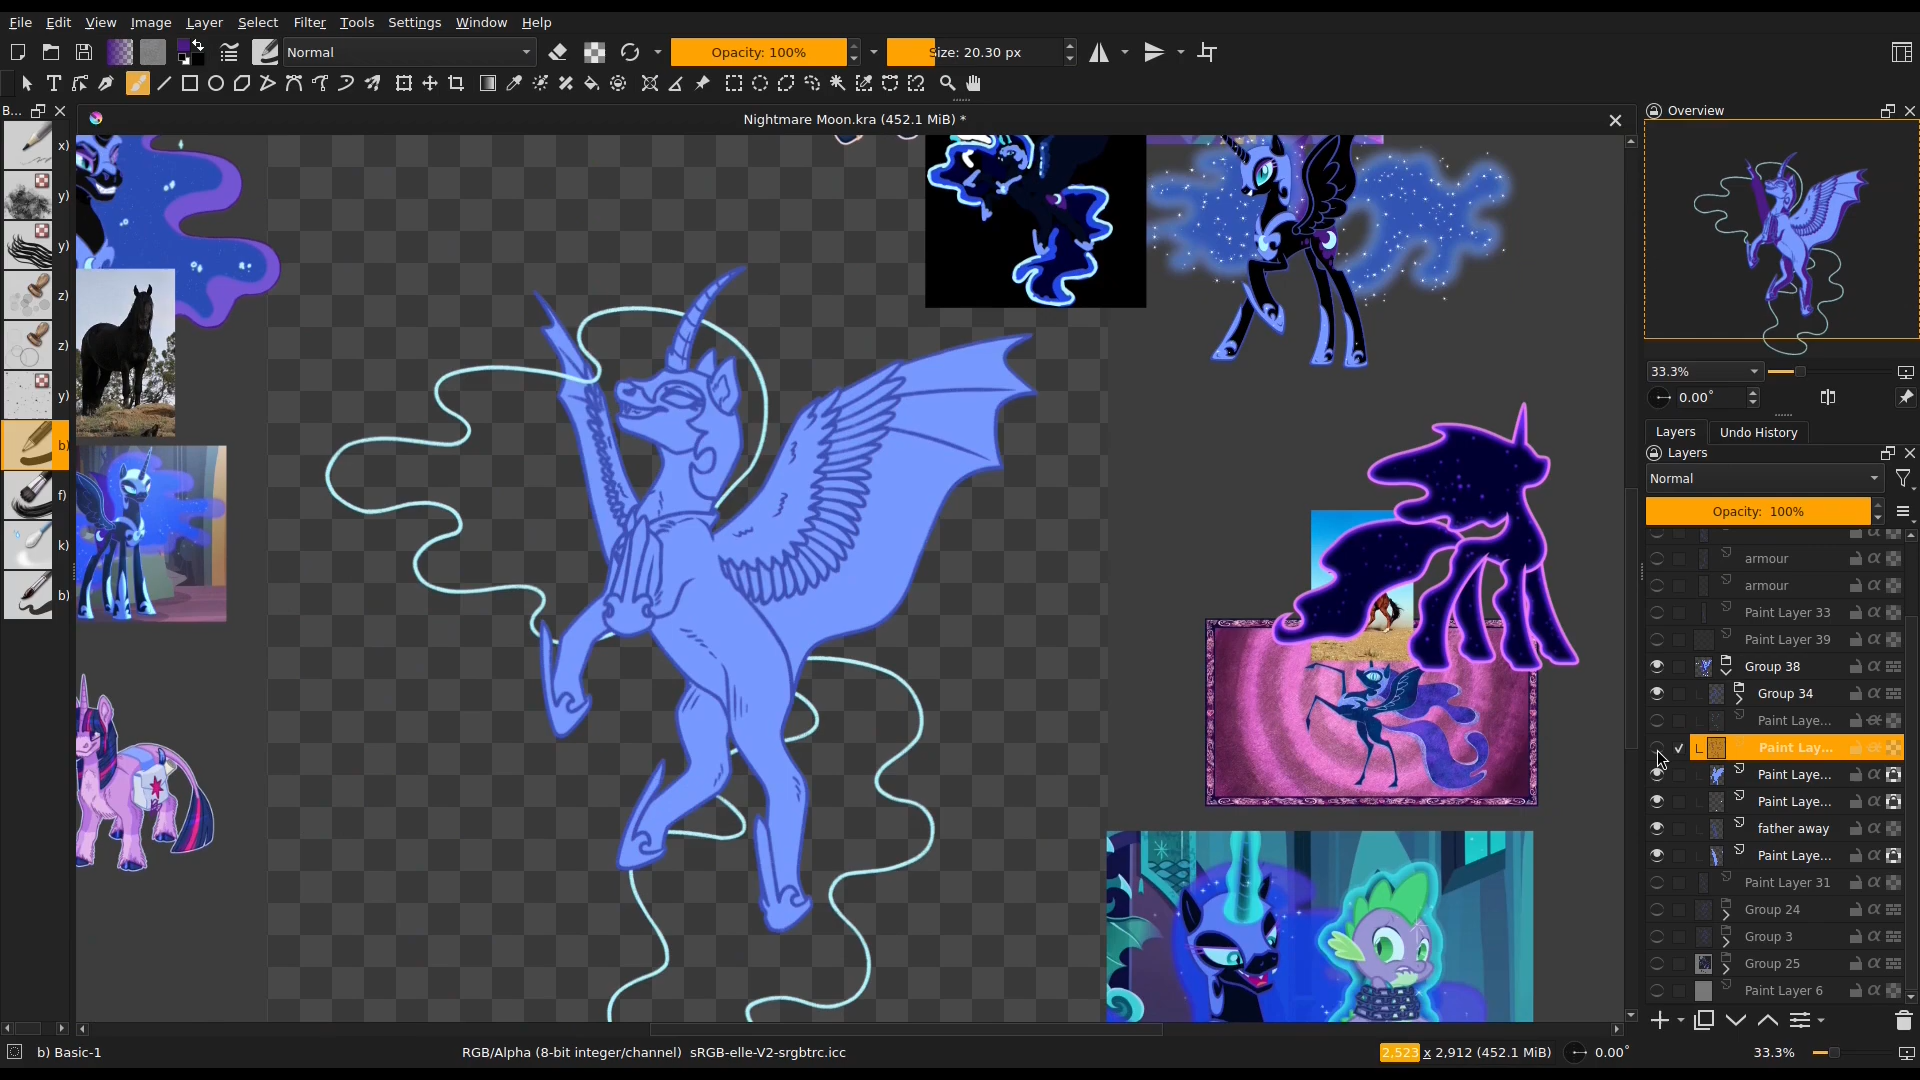 File Edit View Image Layer Select Filter Tools Settings Window Help
Normal
Opacity: 100%
Size: 20.30 px
B...
Nightmare Moon.kra (452.1 MiB) *
Overview
x)
y)
y)
z)
z)
y)
b)
f)
k)
b)
33.3%
0.00°
Layers Undo History
Layers
Normal
Opacity: 100%
armour
armour
Paint Layer 33
Paint Layer 39
Group 38
Group 34
Paint Laye...
Paint Lay...
Paint Laye...
Paint Laye...
father away
Paint Laye...
Paint Layer 31
Group 24
Group 3
Group 25
Paint Layer 6
b) Basic-1
RGB/Alpha (8-bit integer/channel) sRGB-elle-V2-srgbtrc.icc
2,523 x 2,912 (452.1 MiB)
0.00°
33.3%